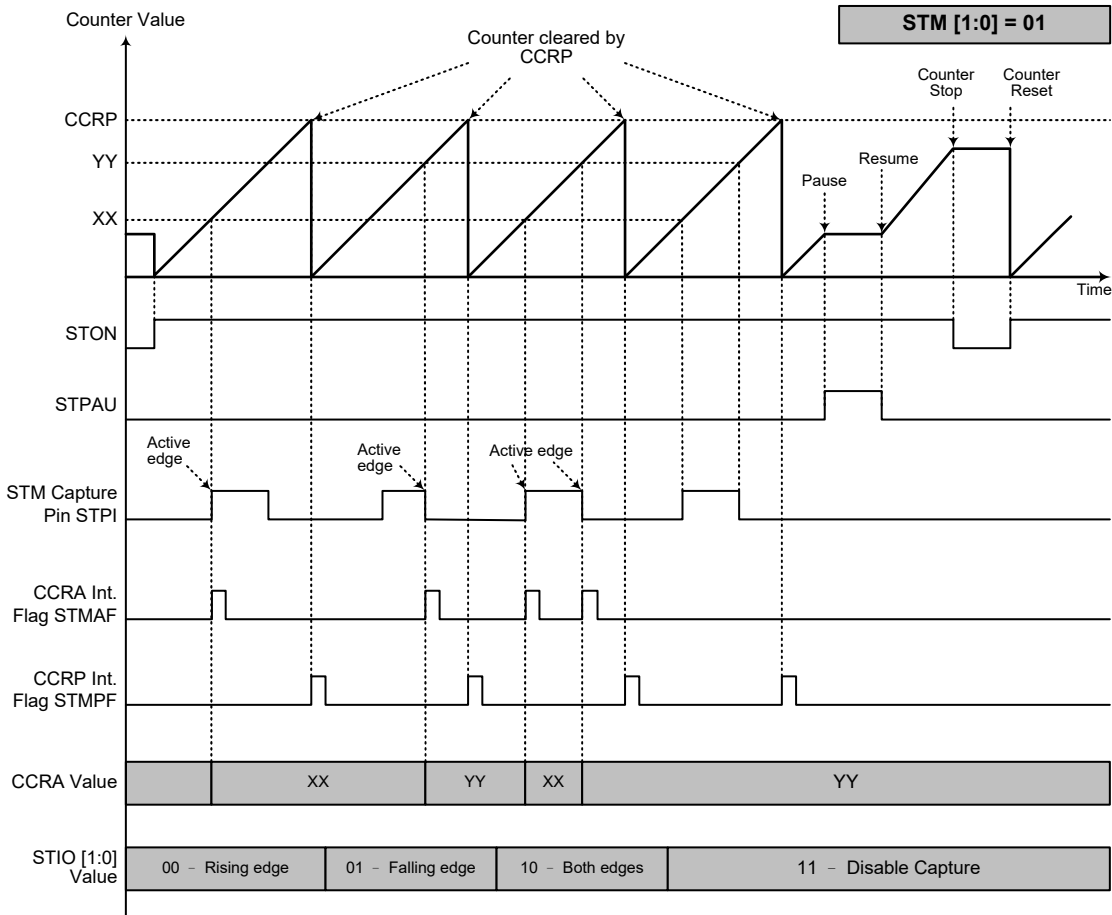 Counter Value
STM [1:0] = 01
Counter cleared by
CCRP
Counter
Stop
Counter
Reset
CCRP
YY
Resume
Pause
XX
Time
STON
STPAU
Active
edge
Active
edge
Active edge
STM Capture
Pin STPI
CCRA Int.
Flag STMAF
CCRP Int.
Flag STMPF
CCRA Value
XX
YY
XX
YY
STIO [1:0]
Value
00 – Rising edge
01 – Falling edge
10 – Both edges
11 – Disable Capture